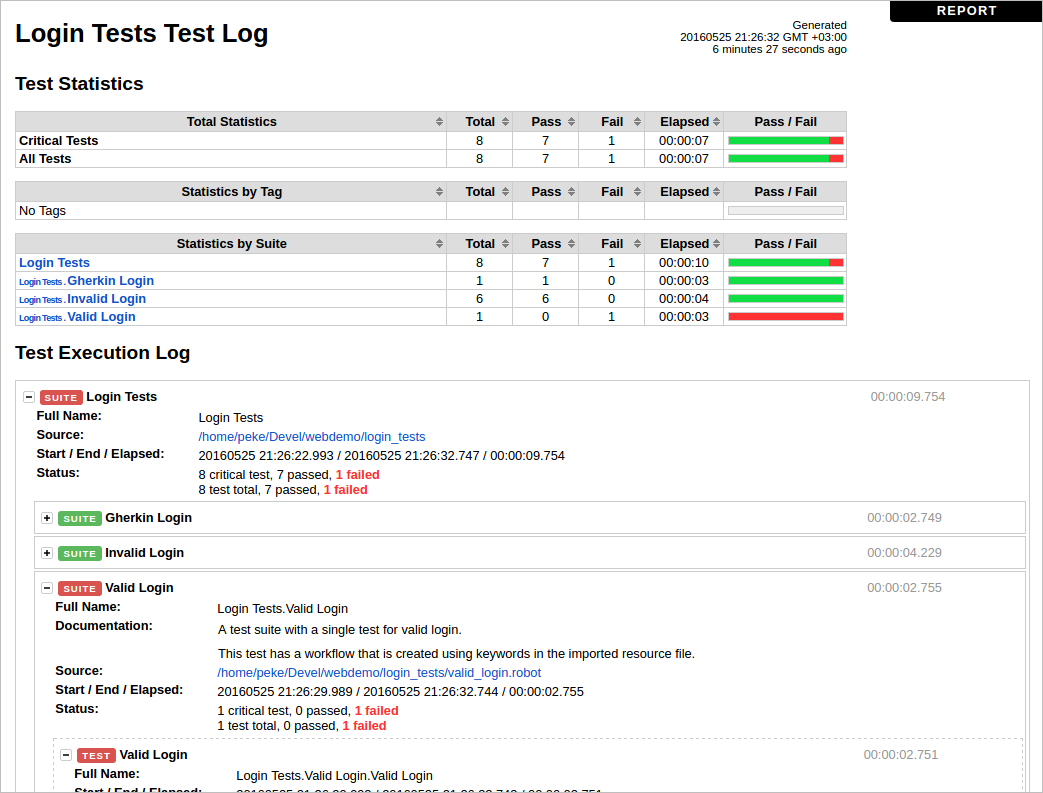 REPORT
Login Tests Test Log
Generated
20160525 21:26:32 GMT +03:00
6 minutes 27 seconds ago
Test Statistics
Total Statistics Total Pass Fail Elapsed Pass / Fail
Critical Tests 8 7 1 00:00:07
All Tests 8 7 1 00:00:07
Statistics by Tag Total Pass Fail Elapsed Pass / Fail
No Tags
Statistics by Suite Total Pass Fail Elapsed Pass / Fail
Login Tests 8 7 1 00:00:10
Login Tests . Gherkin Login 1 1 0 00:00:03
Login Tests . Invalid Login 6 6 0 00:00:04
Login Tests . Valid Login 1 0 1 00:00:03
Test Execution Log
SUITE Login Tests 00:00:09.754
Full Name: Login Tests
Source: /home/peke/Devel/webdemo/login_tests
Start / End / Elapsed: 20160525 21:26:22.993 / 20160525 21:26:32.747 / 00:00:09.754
Status: 8 critical test, 7 passed, 1 failed
8 test total, 7 passed, 1 failed
SUITE Gherkin Login 00:00:02.749
SUITE Invalid Login 00:00:04.229
SUITE Valid Login 00:00:02.755
Full Name: Login Tests.Valid Login
Documentation: A test suite with a single test for valid login.
This test has a workflow that is created using keywords in the imported resource file.
Source: /home/peke/Devel/webdemo/login_tests/valid_login.robot
Start / End / Elapsed: 20160525 21:26:29.989 / 20160525 21:26:32.744 / 00:00:02.755
Status: 1 critical test, 0 passed, 1 failed
1 test total, 0 passed, 1 failed
TEST Valid Login 00:00:02.751
Full Name: Login Tests.Valid Login.Valid Login
Start / End / Elapsed: